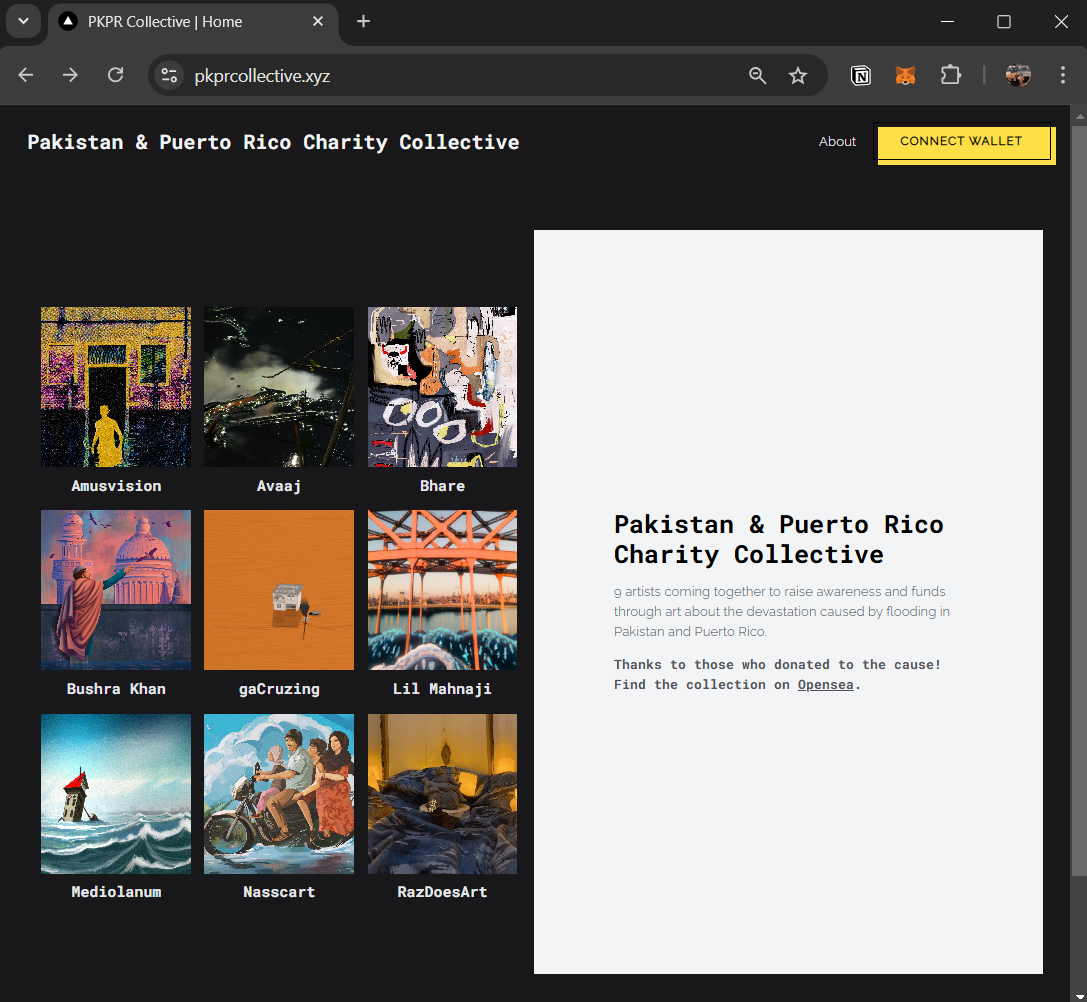 PKPR Collective | Home
pkprcollective.xyz
Pakistan & Puerto Rico Charity Collective
About
CONNECT WALLET
Amusvision
Avaaj
Bhare
Bushra Khan
gaCruzing
Lil Mahnaji
Mediolanum
Nasscart
RazDoesArt
Pakistan & Puerto Rico
Charity Collective
9 artists coming together to raise awareness and funds
through art about the devastation caused by flooding in
Pakistan and Puerto Rico.
Thanks to those who donated to the cause!
Find the collection on Opensea.